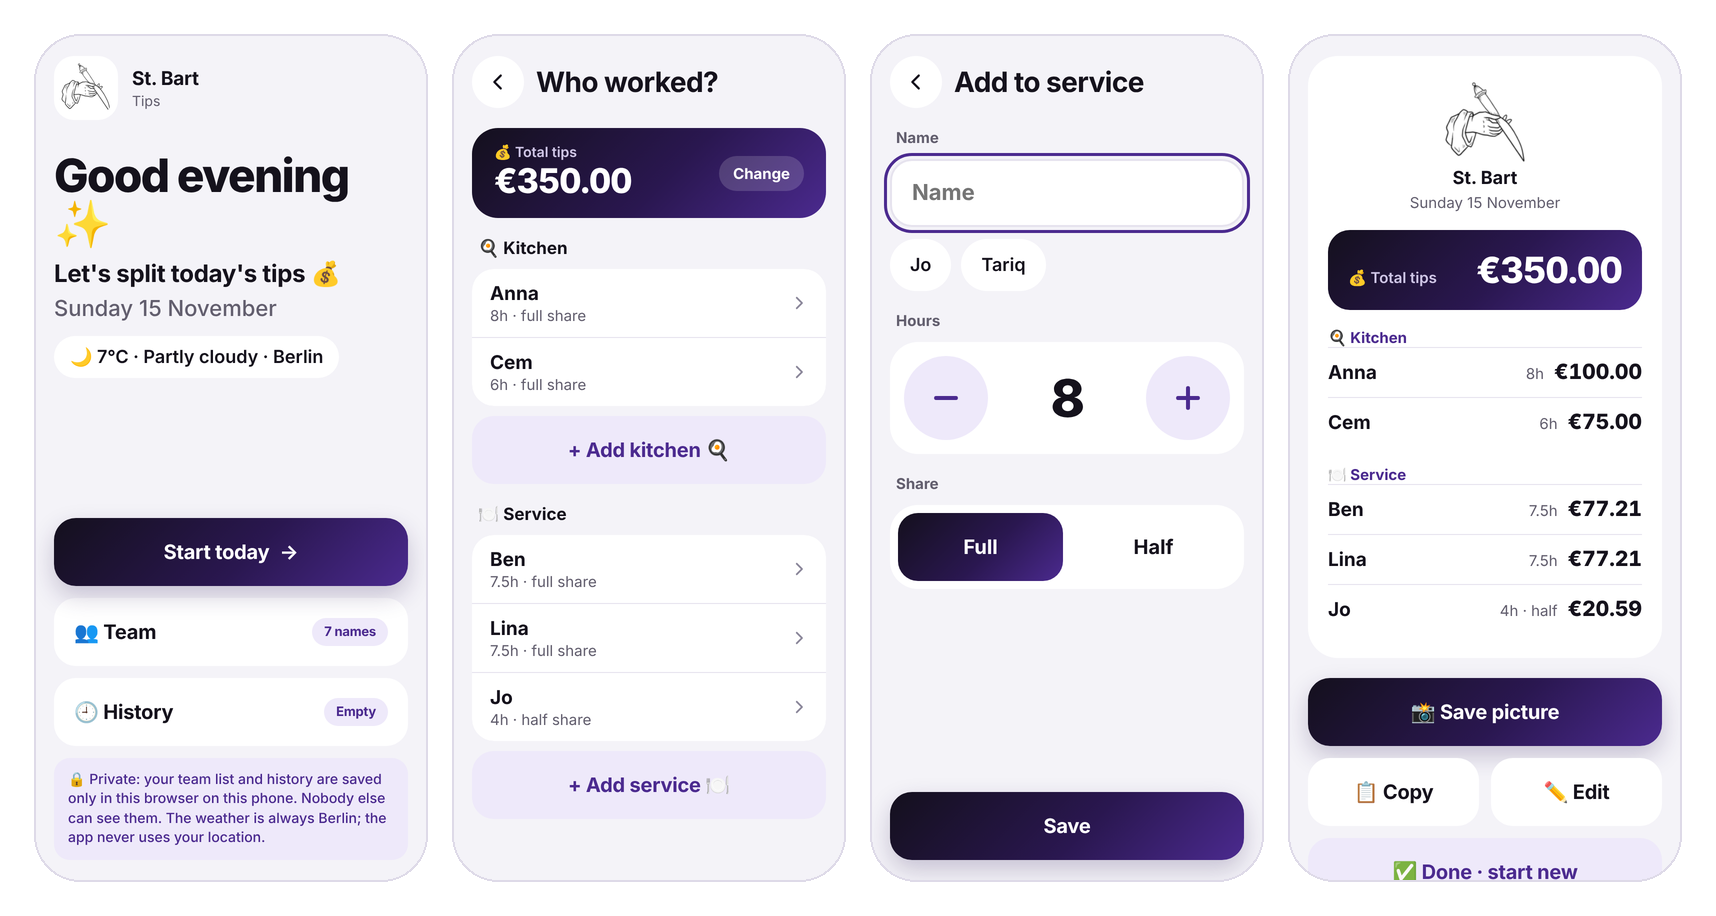 St. Bart
Tips
Good evening
✨
Let's split today's tips 💰
Sunday 15 November
🌙 7°C · Partly cloudy · Berlin
Start today →
👥 Team
7 names
🕘 History
Empty
🔒 Private: your team list and history are saved
only in this browser on this phone. Nobody else
can see them. The weather is always Berlin; the
app never uses your location.
Who worked?
💰 Total tips
€350.00
Change
🍳 Kitchen
Anna
8h · full share
Cem
6h · full share
+ Add kitchen 🍳
🍽️ Service
Ben
7.5h · full share
Lina
7.5h · full share
Jo
4h · half share
+ Add service 🍽️
Add to service
Name
Name
Jo
Tariq
Hours
8
Share
Full
Half
Save
St. Bart
Sunday 15 November
💰 Total tips €350.00
🍳 Kitchen
Anna 8h €100.00
Cem 6h €75.00
🍽️ Service
Ben 7.5h €77.21
Lina 7.5h €77.21
Jo 4h · half €20.59
📸 Save picture
📋 Copy
✏️ Edit
✅ Done · start new